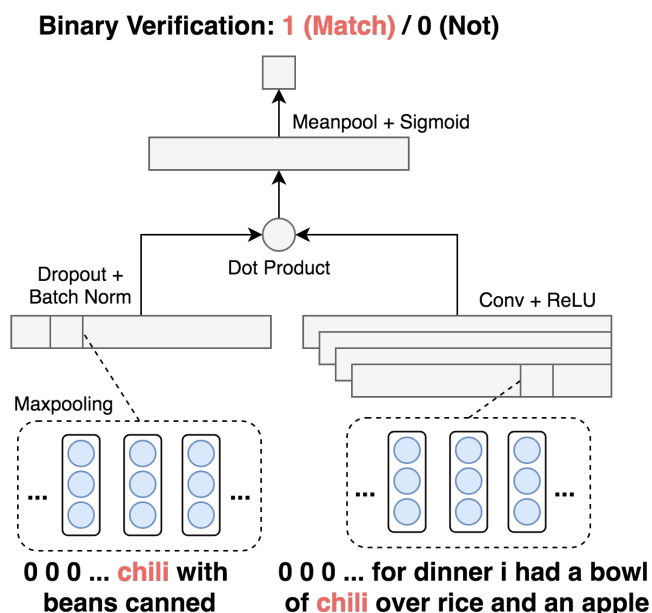 Binary Verification: 1 (Match) / 0 (Not)
Meanpool + Sigmoid
Dot Product
Dropout +
Batch Norm
Conv + ReLU
Maxpooling
... ...
... ...
0 0 0 ... chili with
beans canned
0 0 0 ... for dinner i had a bowl
of chili over rice and an apple